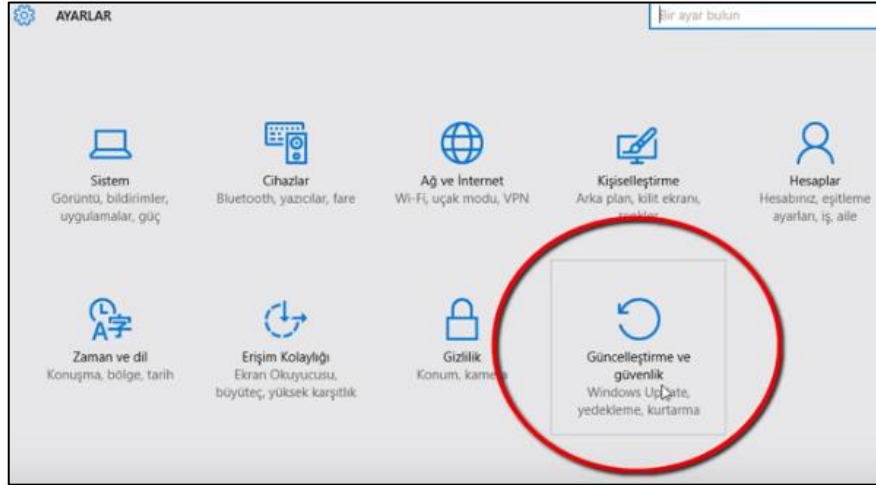 AYARLAR
Bir ayar bulun
Sistem
Görüntü, bildirimler,
uygulamalar, güç
Cihazlar
Bluetooth, yazıcılar, fare
Ağ ve İnternet
Wi-Fi, uçak modu, VPN
Kişiselleştirme
Arka plan, kilit ekranı,
renkler
Hesaplar
Hesabınız, eşitleme
ayarları, iş, aile
Zaman ve dil
Konuşma, bölge, tarih
Erişim Kolaylığı
Ekran Okuyucusu,
büyüteç, yüksek karşıtlık
Gizlilik
Konum, kamera
Güncelleştirme ve
güvenlik
Windows Update,
yedekleme, kurtarma